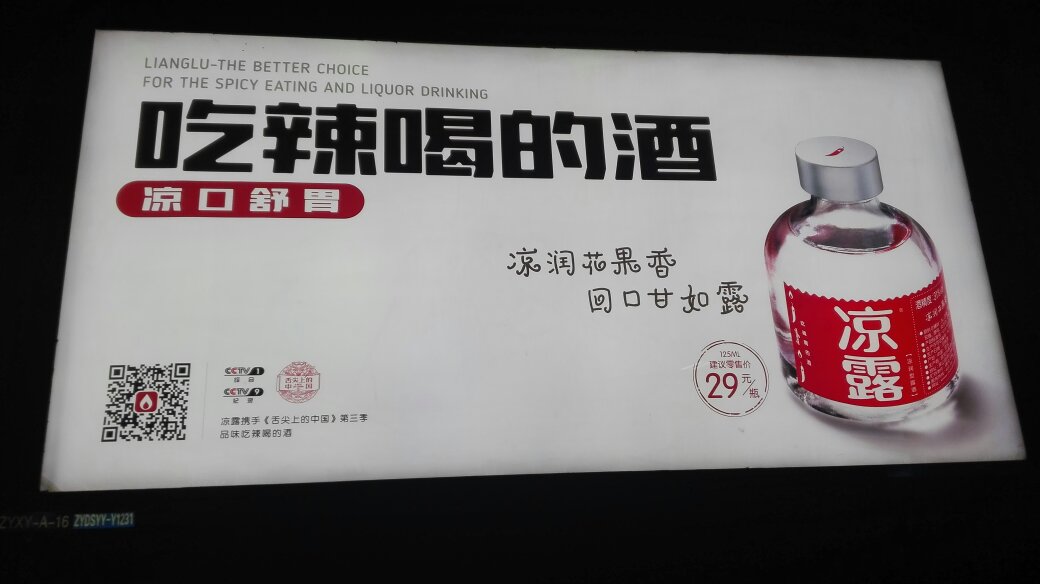 LIANGLU-THE BETTER CHOICE
FOR THE SPICY EATING AND LIQUOR DRINKING
吃辣喝的酒
凉口舒胃
凉润花果香
回口甘如露
凉露
125ML
建议零售价
29元/瓶
CCTV 1
综合
CCTV 9
纪录
舌尖上的
中国
凉露携手《舌尖上的中国》第三季
品味吃辣喝的酒
ZYXY-A-16 ZYDSYY-Y1231